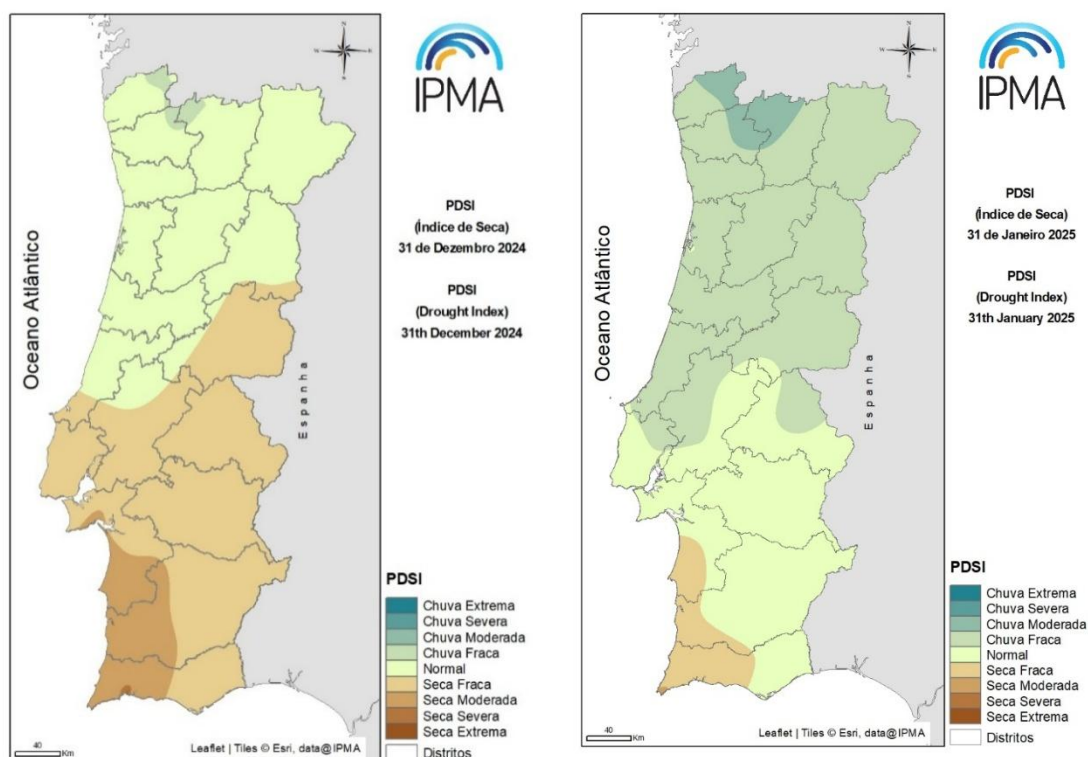 IPMA
N
W
E
S
PDSI
(Índice de Seca)
31 de Dezembro 2024
PDSI
(Drought Index)
31th December 2024
Oceano Atlântico
Espanha
PDSI
Chuva Extrema
Chuva Severa
Chuva Moderada
Chuva Fraca
Normal
Seca Fraca
Seca Moderada
Seca Severa
Seca Extrema
Distritos
40
Km
Leaflet | Tiles © Esri, data@IPMA
IPMA
N
W
E
S
PDSI
(Índice de Seca)
31 de Janeiro 2025
PDSI
(Drought Index)
31th January 2025
Oceano Atlântico
Espanha
PDSI
Chuva Extrema
Chuva Severa
Chuva Moderada
Chuva Fraca
Normal
Seca Fraca
Seca Moderada
Seca Severa
Seca Extrema
Distritos
40
Km
Leaflet | Tiles © Esri, data@IPMA